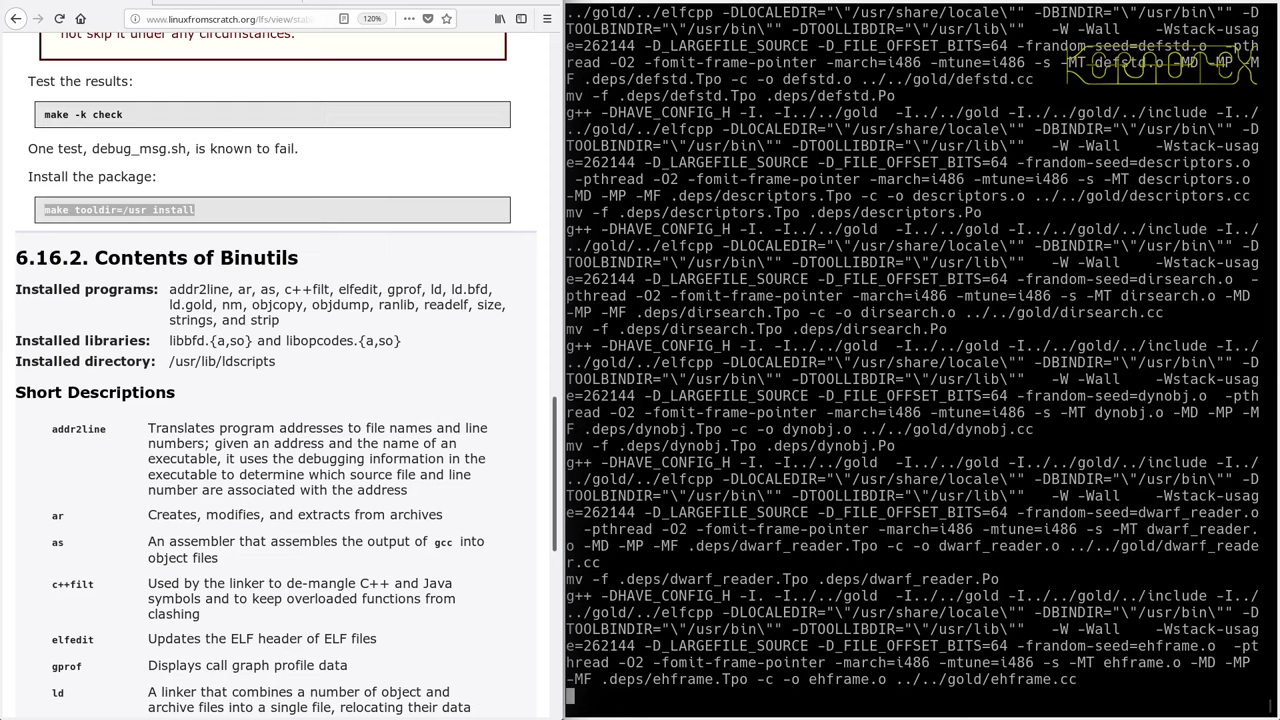 www.linuxfromscratch.org/lfs/view/stab
120%
not skip it under any circumstances.
Test the results:
make -k check
One test, debug_msg.sh, is known to fail.
Install the package:
make tooldir=/usr install
6.16.2. Contents of Binutils
Installed programs: addr2line, ar, as, c++filt, elfedit, gprof, ld, ld.bfd,
ld.gold, nm, objcopy, objdump, ranlib, readelf, size,
strings, and strip
Installed libraries: libbfd.{a,so} and libopcodes.{a,so}
Installed directory: /usr/lib/ldscripts
Short Descriptions
addr2line Translates program addresses to file names and line
numbers; given an address and the name of an
executable, it uses the debugging information in the
executable to determine which source file and line
number are associated with the address
ar Creates, modifies, and extracts from archives
as An assembler that assembles the output of gcc into
object files
c++filt Used by the linker to de-mangle C++ and Java
symbols and to keep overloaded functions from
clashing
elfedit Updates the ELF header of ELF files
gprof Displays call graph profile data
ld A linker that combines a number of object and
archive files into a single file, relocating their data
../gold/../elfcpp -DLOCALEDIR="\"/usr/share/locale\"" -DBINDIR="\"/usr/bin\"" -D
TOOLBINDIR="\"/usr/bin\"" -DTOOLLIBDIR="\"/usr/lib\"" -W -Wall -Wstack-usag
e=262144 -D_LARGEFILE_SOURCE -D_FILE_OFFSET_BITS=64 -frandom-seed=defstd.o -pth
read -O2 -fomit-frame-pointer -march=i486 -mtune=i486 -s -MT defstd.o -MD -MP -M
F .deps/defstd.Tpo -c -o defstd.o ../../gold/defstd.cc
mv -f .deps/defstd.Tpo .deps/defstd.Po
g++ -DHAVE_CONFIG_H -I. -I../../gold -I../../gold -I../../gold/../include -I../.
./gold/../elfcpp -DLOCALEDIR="\"/usr/share/locale\"" -DBINDIR="\"/usr/bin\"" -D
TOOLBINDIR="\"/usr/bin\"" -DTOOLLIBDIR="\"/usr/lib\"" -W -Wall -Wstack-usag
e=262144 -D_LARGEFILE_SOURCE -D_FILE_OFFSET_BITS=64 -frandom-seed=descriptors.o
-pthread -O2 -fomit-frame-pointer -march=i486 -mtune=i486 -s -MT descriptors.o
-MD -MP -MF .deps/descriptors.Tpo -c -o descriptors.o ../../gold/descriptors.cc
mv -f .deps/descriptors.Tpo .deps/descriptors.Po
g++ -DHAVE_CONFIG_H -I. -I../../gold -I../../gold -I../../gold/../include -I../.
./gold/../elfcpp -DLOCALEDIR="\"/usr/share/locale\"" -DBINDIR="\"/usr/bin\"" -D
TOOLBINDIR="\"/usr/bin\"" -DTOOLLIBDIR="\"/usr/lib\"" -W -Wall -Wstack-usag
e=262144 -D_LARGEFILE_SOURCE -D_FILE_OFFSET_BITS=64 -frandom-seed=dirsearch.o -
pthread -O2 -fomit-frame-pointer -march=i486 -mtune=i486 -s -MT dirsearch.o -MD
-MP -MF .deps/dirsearch.Tpo -c -o dirsearch.o ../../gold/dirsearch.cc
mv -f .deps/dirsearch.Tpo .deps/dirsearch.Po
g++ -DHAVE_CONFIG_H -I. -I../../gold -I../../gold -I../../gold/../include -I../.
./gold/../elfcpp -DLOCALEDIR="\"/usr/share/locale\"" -DBINDIR="\"/usr/bin\"" -D
TOOLBINDIR="\"/usr/bin\"" -DTOOLLIBDIR="\"/usr/lib\"" -W -Wall -Wstack-usag
e=262144 -D_LARGEFILE_SOURCE -D_FILE_OFFSET_BITS=64 -frandom-seed=dynobj.o -pth
read -O2 -fomit-frame-pointer -march=i486 -mtune=i486 -s -MT dynobj.o -MD -MP -M
F .deps/dynobj.Tpo -c -o dynobj.o ../../gold/dynobj.cc
mv -f .deps/dynobj.Tpo .deps/dynobj.Po
g++ -DHAVE_CONFIG_H -I. -I../../gold -I../../gold -I../../gold/../include -I../.
./gold/../elfcpp -DLOCALEDIR="\"/usr/share/locale\"" -DBINDIR="\"/usr/bin\"" -D
TOOLBINDIR="\"/usr/bin\"" -DTOOLLIBDIR="\"/usr/lib\"" -W -Wall -Wstack-usag
e=262144 -D_LARGEFILE_SOURCE -D_FILE_OFFSET_BITS=64 -frandom-seed=dwarf_reader.o
-pthread -O2 -fomit-frame-pointer -march=i486 -mtune=i486 -s -MT dwarf_reader.
o -MD -MP -MF .deps/dwarf_reader.Tpo -c -o dwarf_reader.o ../../gold/dwarf_reade
r.cc
mv -f .deps/dwarf_reader.Tpo .deps/dwarf_reader.Po
g++ -DHAVE_CONFIG_H -I. -I../../gold -I../../gold -I../../gold/../include -I../.
./gold/../elfcpp -DLOCALEDIR="\"/usr/share/locale\"" -DBINDIR="\"/usr/bin\"" -D
TOOLBINDIR="\"/usr/bin\"" -DTOOLLIBDIR="\"/usr/lib\"" -W -Wall -Wstack-usag
e=262144 -D_LARGEFILE_SOURCE -D_FILE_OFFSET_BITS=64 -frandom-seed=ehframe.o -pt
hread -O2 -fomit-frame-pointer -march=i486 -mtune=i486 -s -MT ehframe.o -MD -MP
-MF .deps/ehframe.Tpo -c -o ehframe.o ../../gold/ehframe.cc